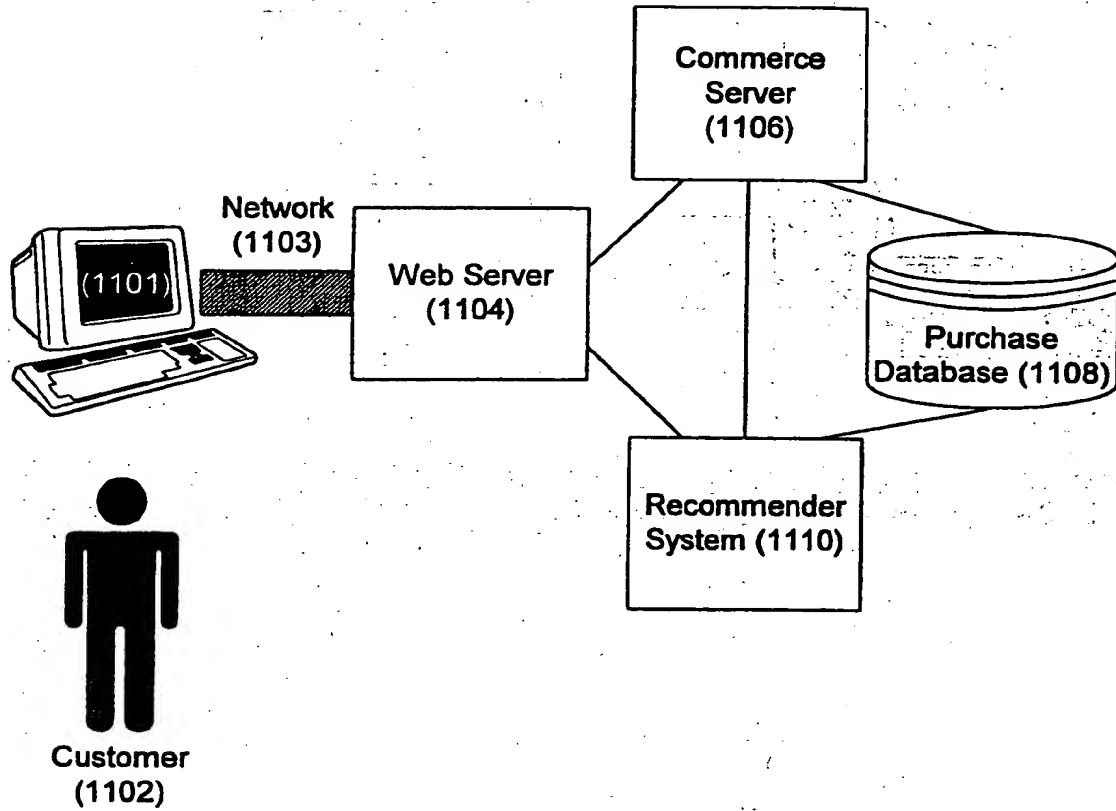 Commerce
Server
(1106)
Network
(1103)
(1101)
Web Server
(1104)
Purchase
Database (1108)
Recommender
System (1110)
Customer
(1102)